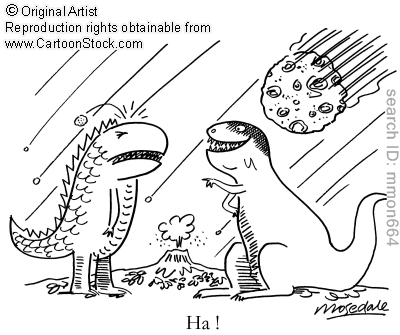 © Original Artist
Reproduction rights obtainable from
www.CartoonStock.com
search ID: mmon664
Mosedale
Ha !